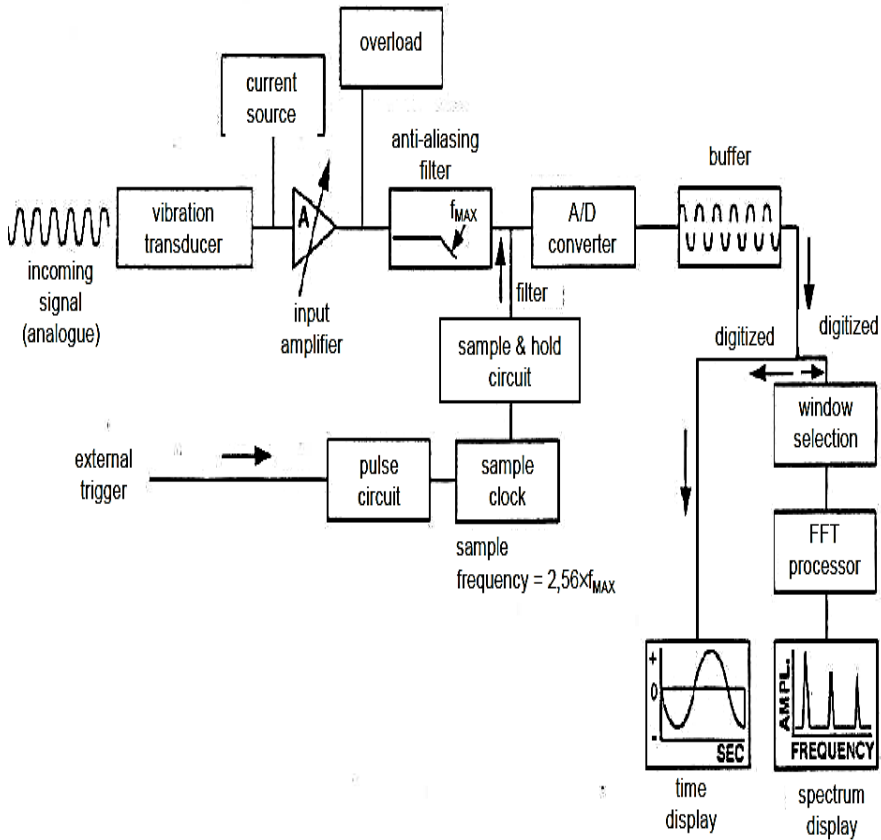 overload
current
source
anti-aliasing
filter
buffer
f_MAX
A
vibration
transducer
A/D
converter
incoming
signal
(analogue)
input
amplifier
filter
digitized
digitized
sample & hold
circuit
window
selection
external
trigger
pulse
circuit
sample
clock
FFT
processor
sample
frequency = 2,56×f_MAX
+
0
-
SEC
AMPL.
FREQUENCY
time
display
spectrum
display